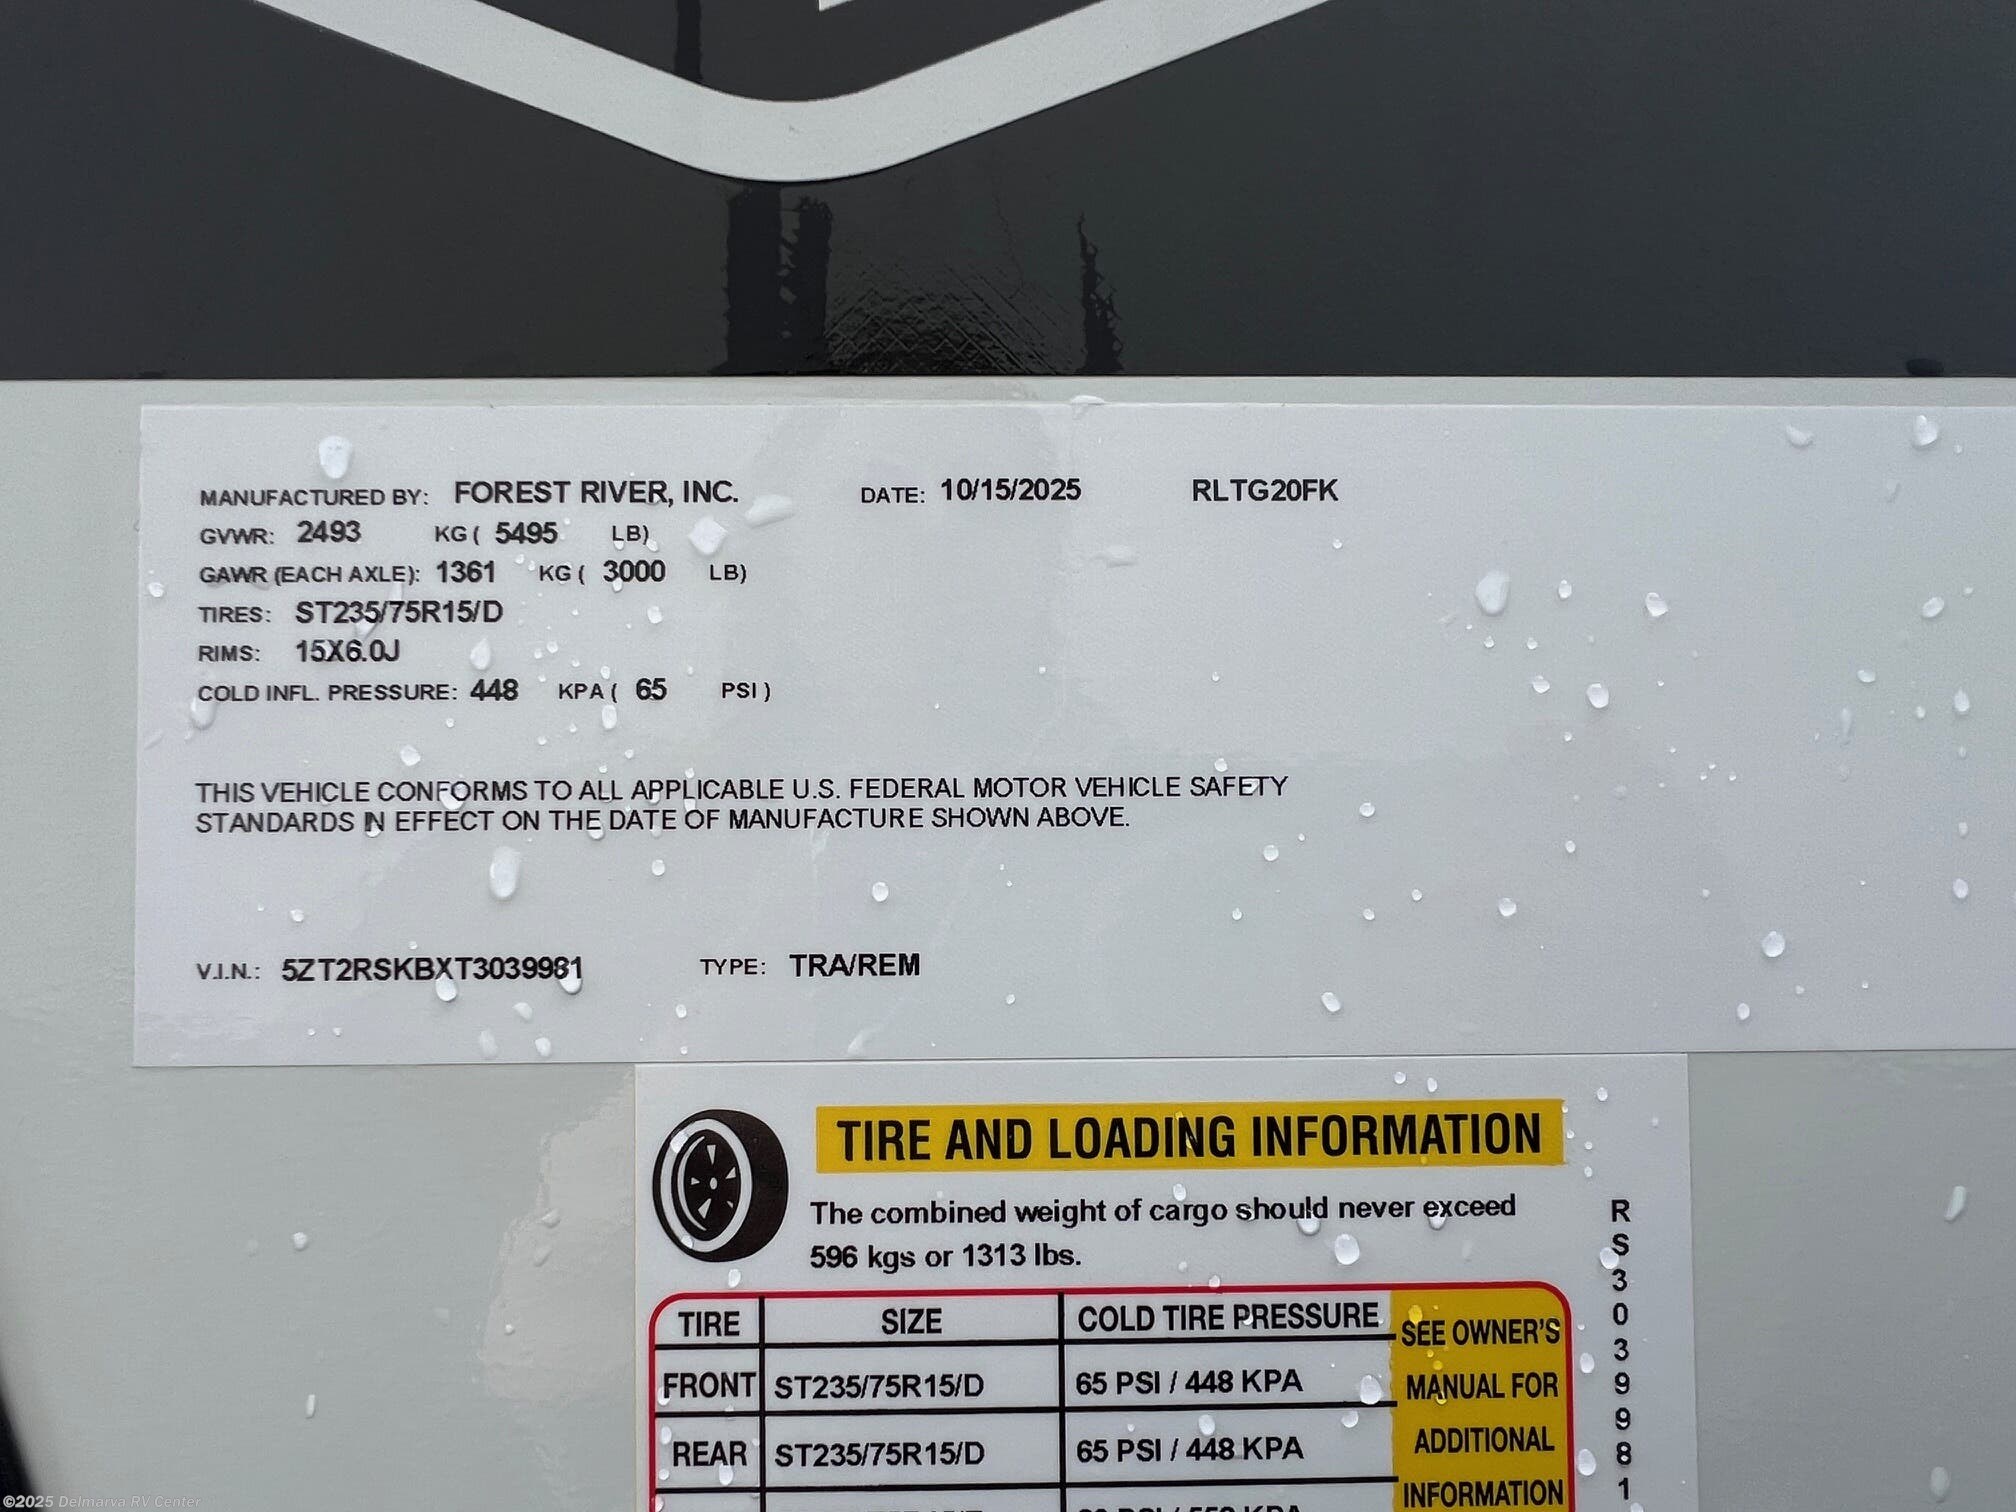 MANUFACTURED BY: FOREST RIVER, INC. DATE: 10/15/2025 RLTG20FK
GVWR: 2493 KG ( 5495 LB)
GAWR (EACH AXLE): 1361 KG ( 3000 LB)
TIRES: ST235/75R15/D
RIMS: 15X6.0J
COLD INFL. PRESSURE: 448 KPA ( 65 PSI )
THIS VEHICLE CONFORMS TO ALL APPLICABLE U.S. FEDERAL MOTOR VEHICLE SAFETY
STANDARDS IN EFFECT ON THE DATE OF MANUFACTURE SHOWN ABOVE.
V.I.N.: 5ZT2RSKBXT3039981 TYPE: TRA/REM
TIRE AND LOADING INFORMATION
The combined weight of cargo should never exceed
596 kgs or 1313 lbs.
TIRE SIZE COLD TIRE PRESSURE
FRONT ST235/75R15/D 65 PSI / 448 KPA
REAR ST235/75R15/D 65 PSI / 448 KPA
SEE OWNER'S
MANUAL FOR
ADDITIONAL
INFORMATION
RS3039981
©2025 Delmarva RV Center